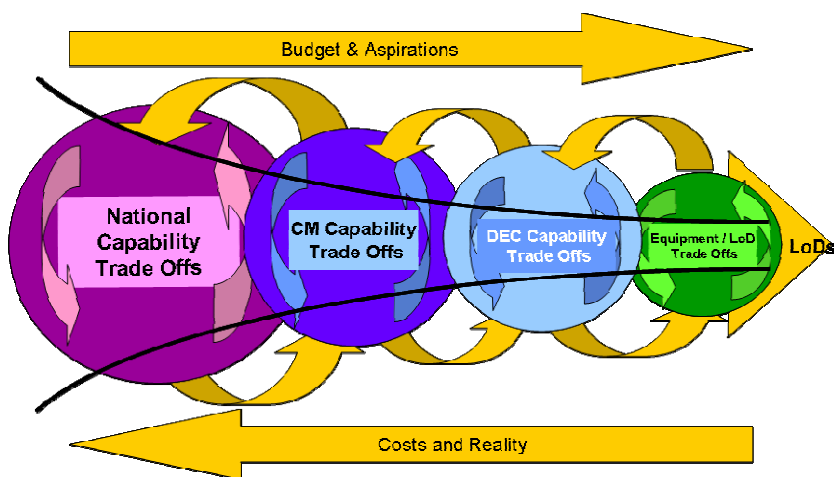 Budget & Aspirations
National
Capability
Trade Offs
CM Capability
Trade Offs
DEC Capability
Trade Offs
Equipment / LoD
Trade Offs
LoDs
Costs and Reality